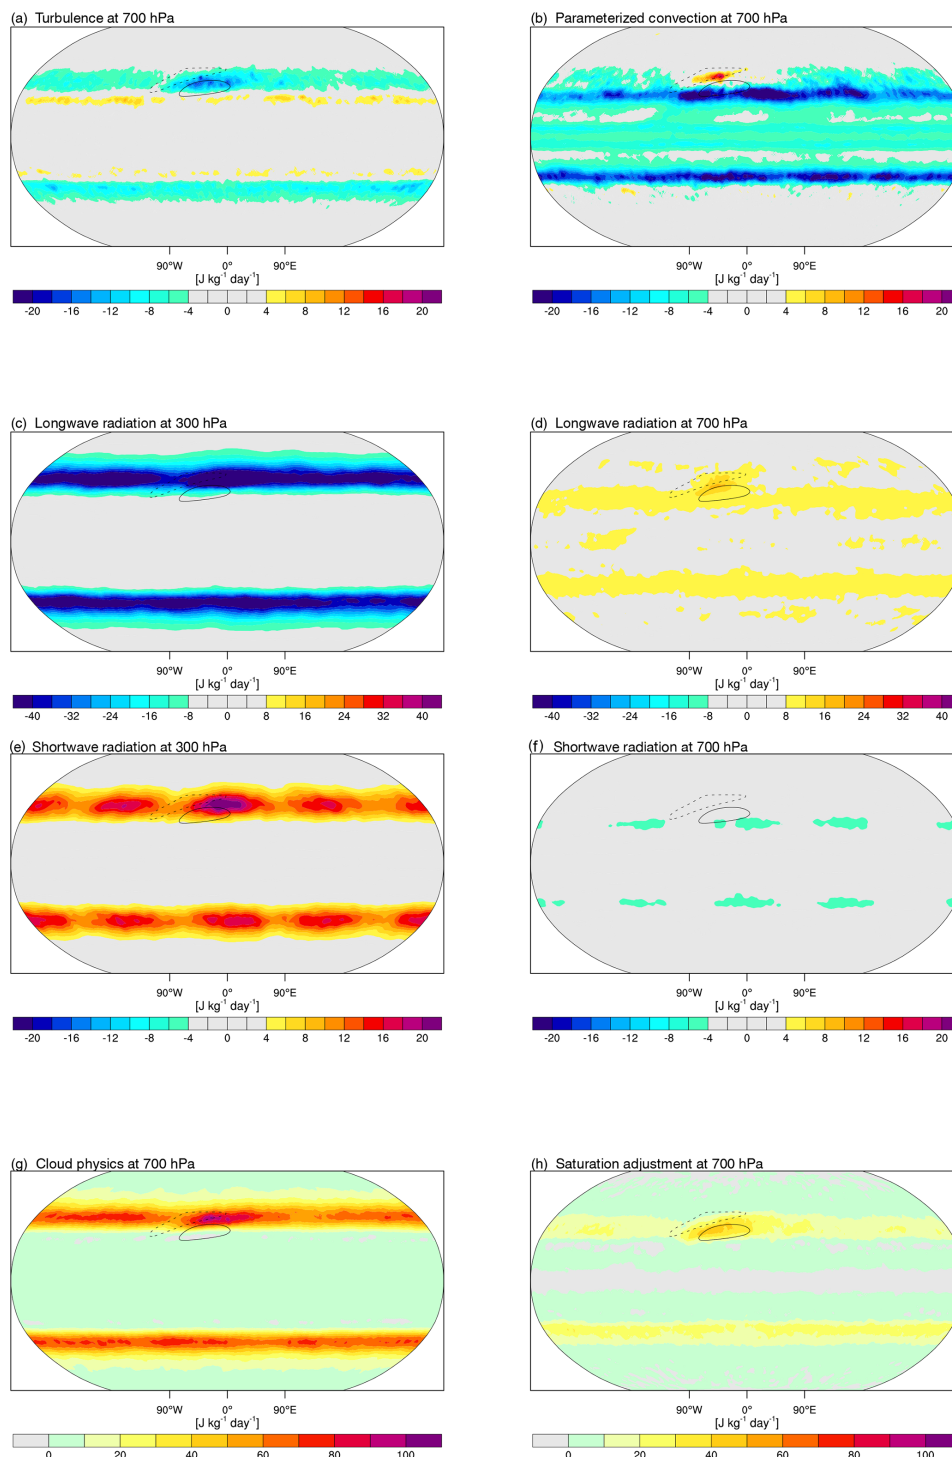 (a) Turbulence at 700 hPa
(b) Parameterized convection at 700 hPa
90°W 0° 90°E
[J kg⁻¹ day⁻¹]
-20 -16 -12 -8 -4 0 4 8 12 16 20
90°W 0° 90°E
[J kg⁻¹ day⁻¹]
-20 -16 -12 -8 -4 0 4 8 12 16 20
(c) Longwave radiation at 300 hPa
(d) Longwave radiation at 700 hPa
90°W 0° 90°E
[J kg⁻¹ day⁻¹]
-40 -32 -24 -16 -8 0 8 16 24 32 40
90°W 0° 90°E
[J kg⁻¹ day⁻¹]
-40 -32 -24 -16 -8 0 8 16 24 32 40
(e) Shortwave radiation at 300 hPa
(f) Shortwave radiation at 700 hPa
90°W 0° 90°E
[J kg⁻¹ day⁻¹]
-20 -16 -12 -8 -4 0 4 8 12 16 20
90°W 0° 90°E
[J kg⁻¹ day⁻¹]
-20 -16 -12 -8 -4 0 4 8 12 16 20
(g) Cloud physics at 700 hPa
(h) Saturation adjustment at 700 hPa
90°W 0° 90°E
[J kg⁻¹ day⁻¹]
0 20 40 60 80 100
90°W 0° 90°E
[J kg⁻¹ day⁻¹]
0 20 40 60 80 100